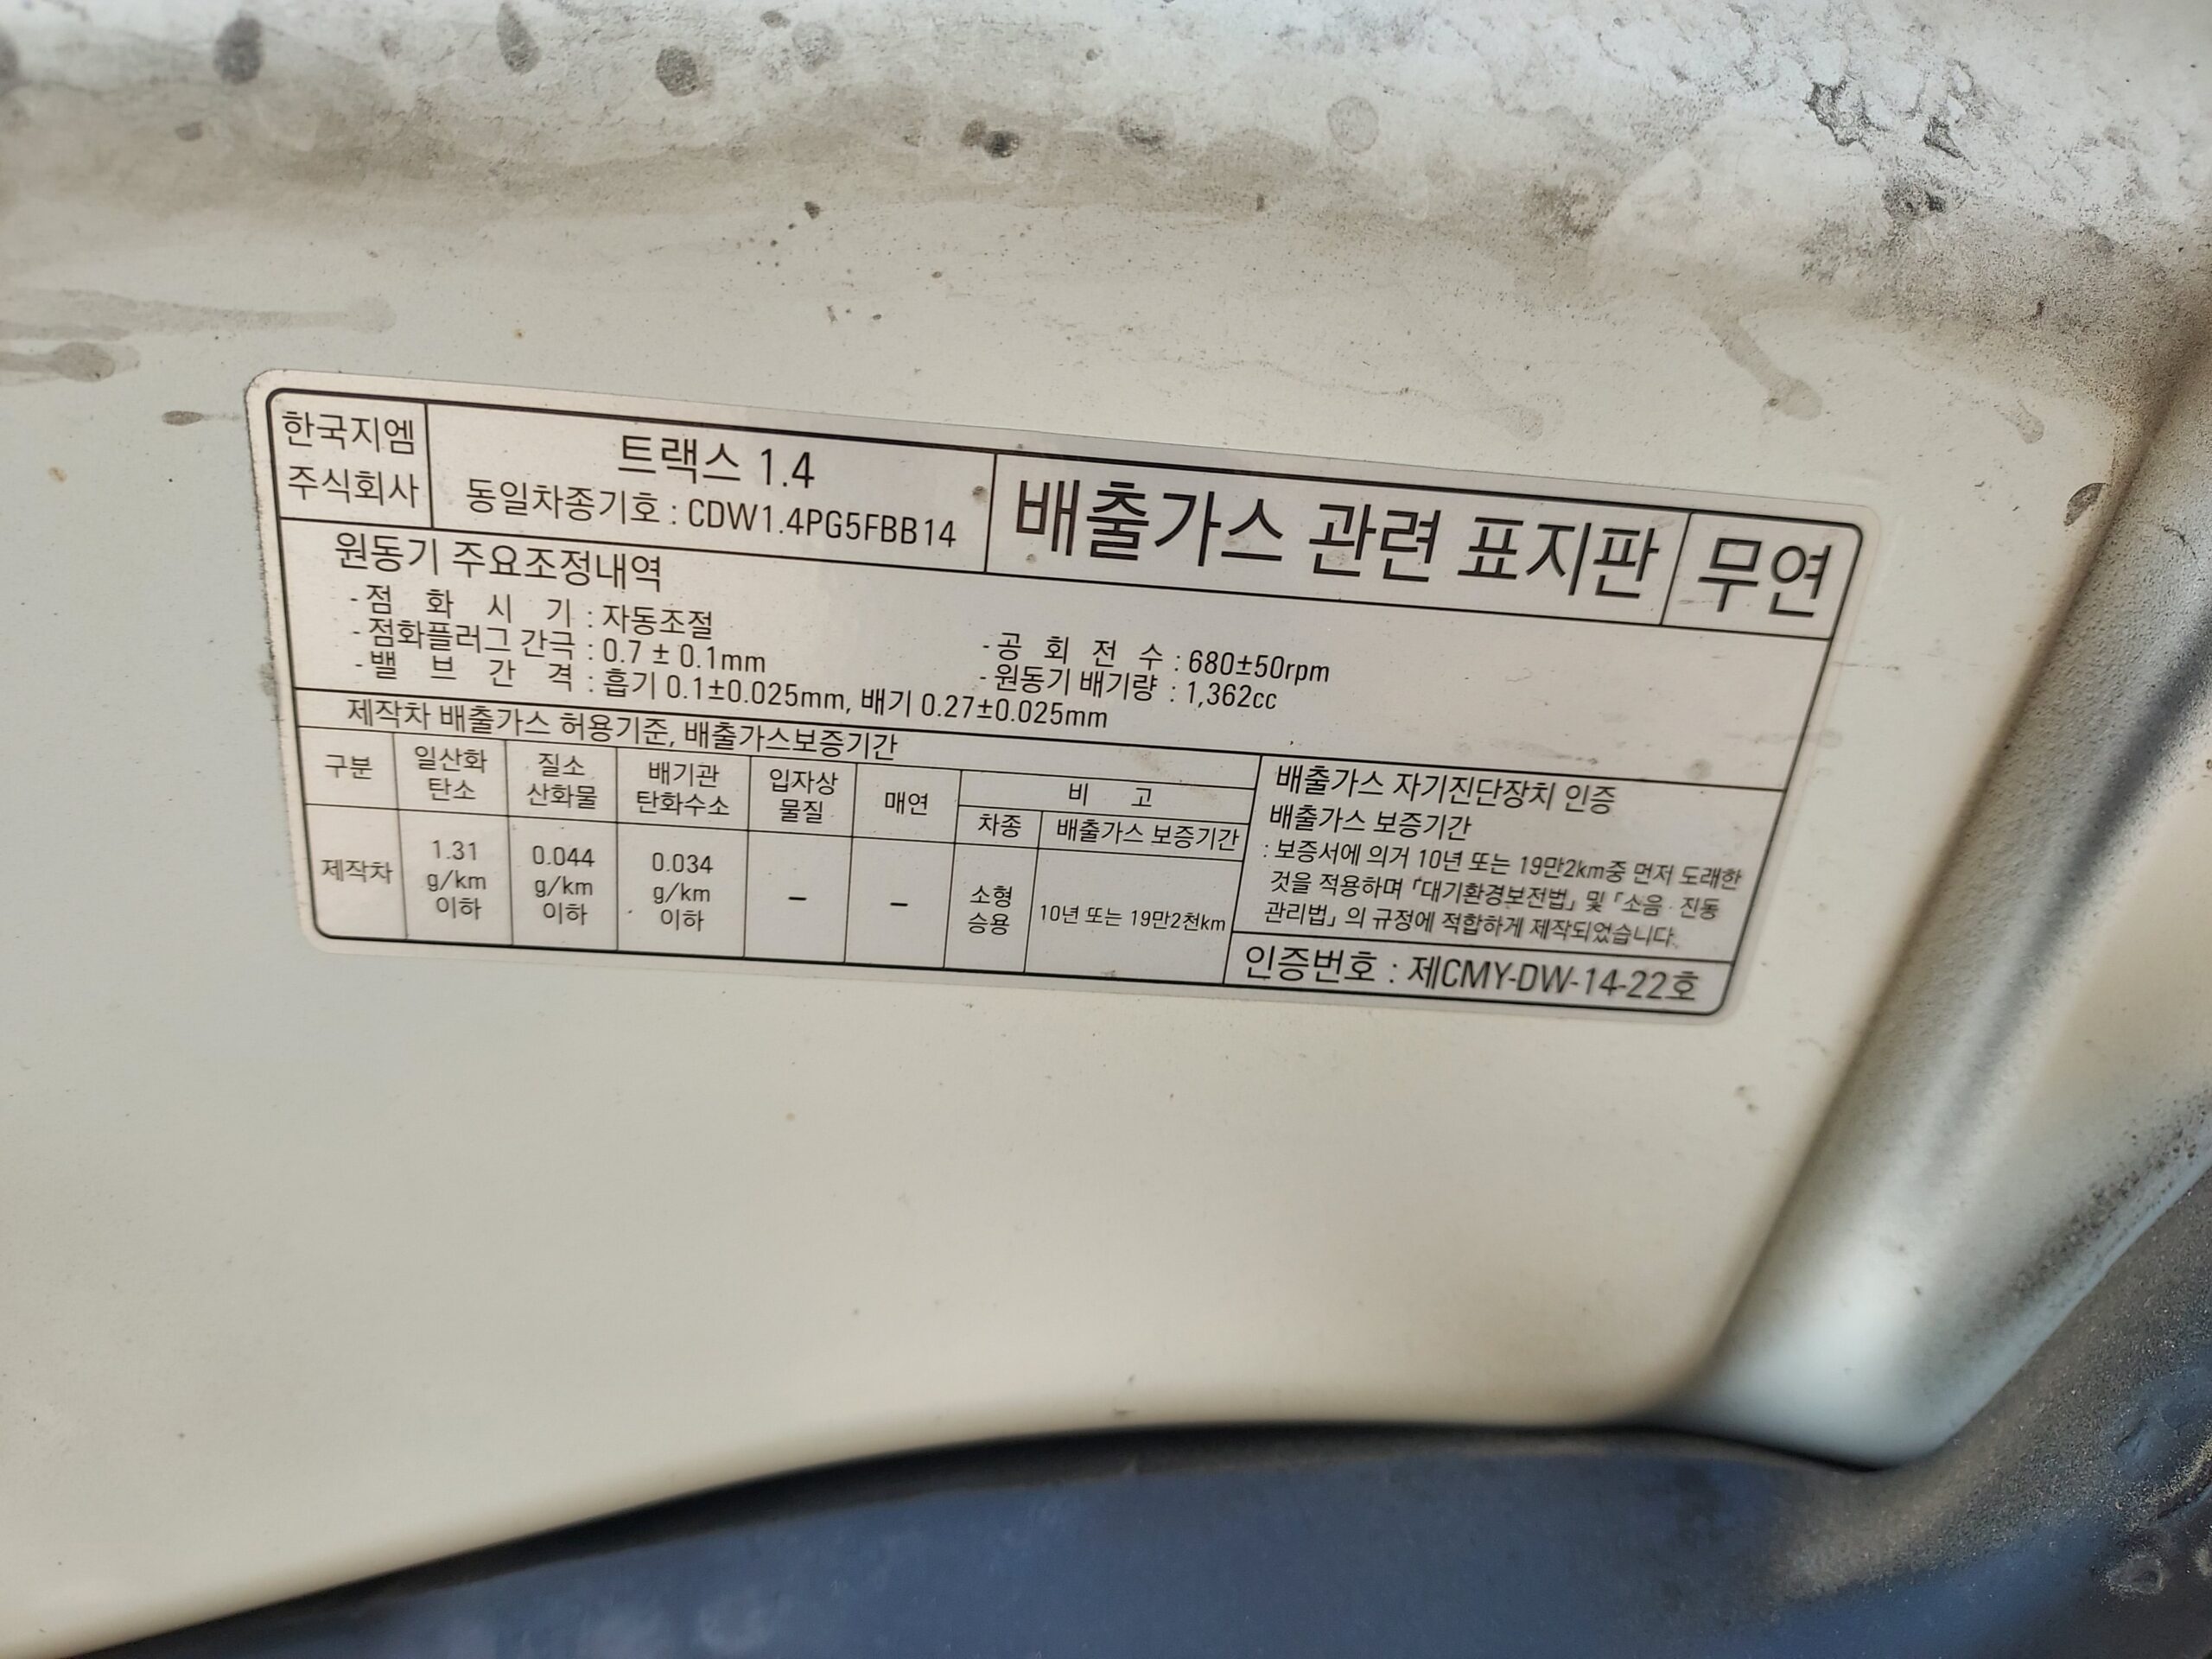 한국지엠
주식회사
트랙스 1.4
동일차종기호 : CDW1.4PG5FBB14
배출가스 관련 표지판
무연
원동기 주요조정내역
- 점 화 시 기 : 자동조절
- 점화플러그 간극 : 0.7 ± 0.1mm
- 밸 브 간 격 : 흡기 0.1±0.025mm, 배기 0.27±0.025mm
- 공 회 전 수 : 680±50rpm
- 원동기 배기량 : 1,362cc
제작차 배출가스 허용기준, 배출가스보증기간
구분
일산화
탄소
질소
산화물
배기관
탄화수소
입자상
물질
매연
비 고
차종
배출가스 보증기간
제작차
1.31
g/km
이하
0.044
g/km
이하
0.034
g/km
이하
–
–
소형
승용
10년 또는 19만2천km
배출가스 자기진단장치 인증
배출가스 보증기간
: 보증서에 의거 10년 또는 19만2km중 먼저 도래한
것을 적용하며 「대기환경보전법」 및 「소음 · 진동
관리법」 의 규정에 적합하게 제작되었습니다.
인증번호 : 제CMY-DW-14-22호